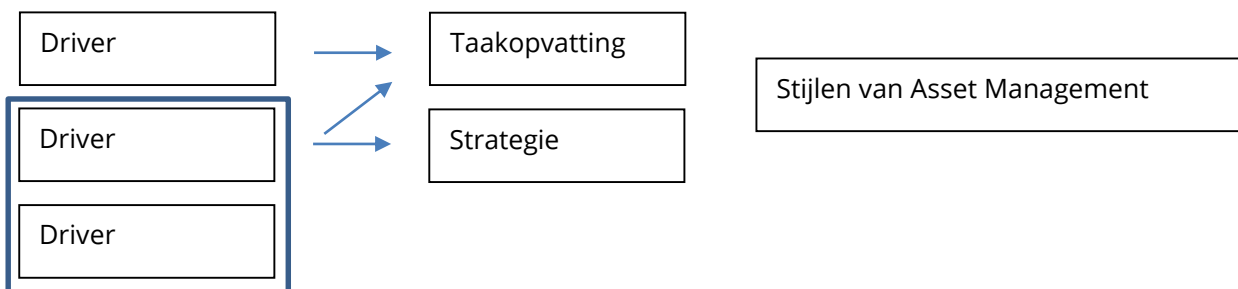 Driver
Taakopvatting
Stijlen van Asset Management
Driver
Strategie
Driver